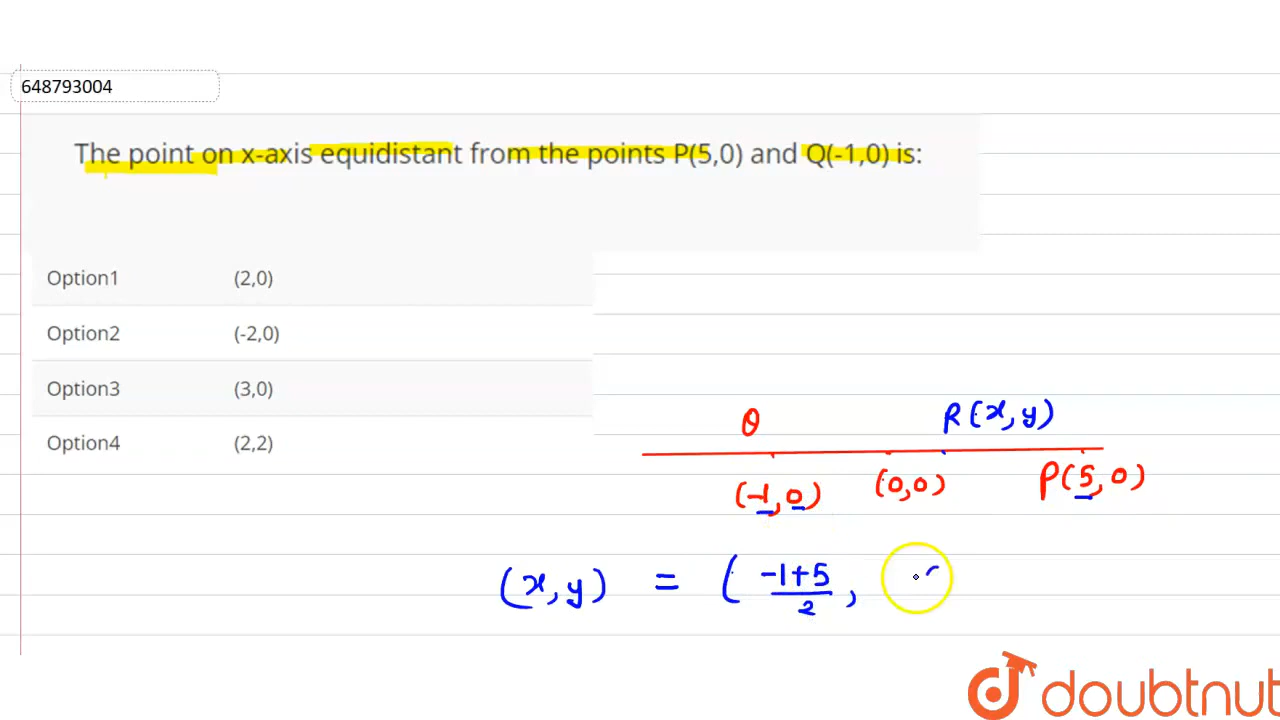 648793004
The point on x-axis equidistant from the points P(5,0) and Q(-1,0) is:
Option1 (2,0)
Option2 (-2,0)
Option3 (3,0)
Option4 (2,2)
Q R(x,y)
(-1,0) (0,0) P(5,0)
(x,y) = ( -1+5/2 ,
doubtnut